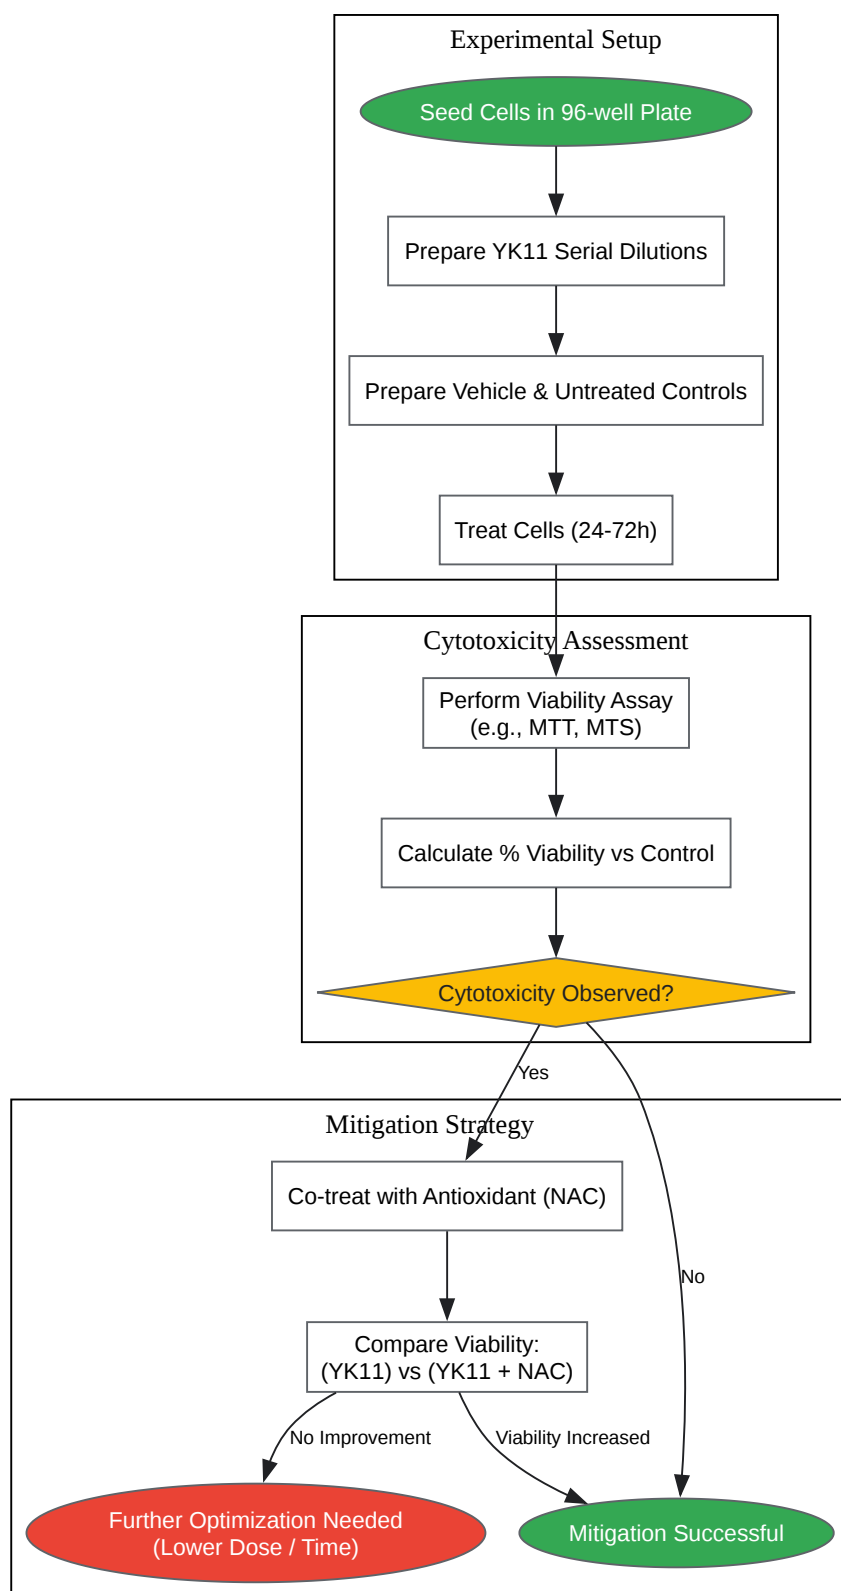 Experimental Setup
Seed Cells in 96-well Plate
Prepare YK11 Serial Dilutions
Prepare Vehicle & Untreated Controls
Treat Cells (24-72h)
Cytotoxicity Assessment
Perform Viability Assay
(e.g., MTT, MTS)
Calculate % Viability vs Control
Cytotoxicity Observed?
Yes
Mitigation Strategy
Co-treat with Antioxidant (NAC)
No
Compare Viability:
(YK11) vs (YK11 + NAC)
No Improvement
Viability Increased
Further Optimization Needed
(Lower Dose / Time)
Mitigation Successful